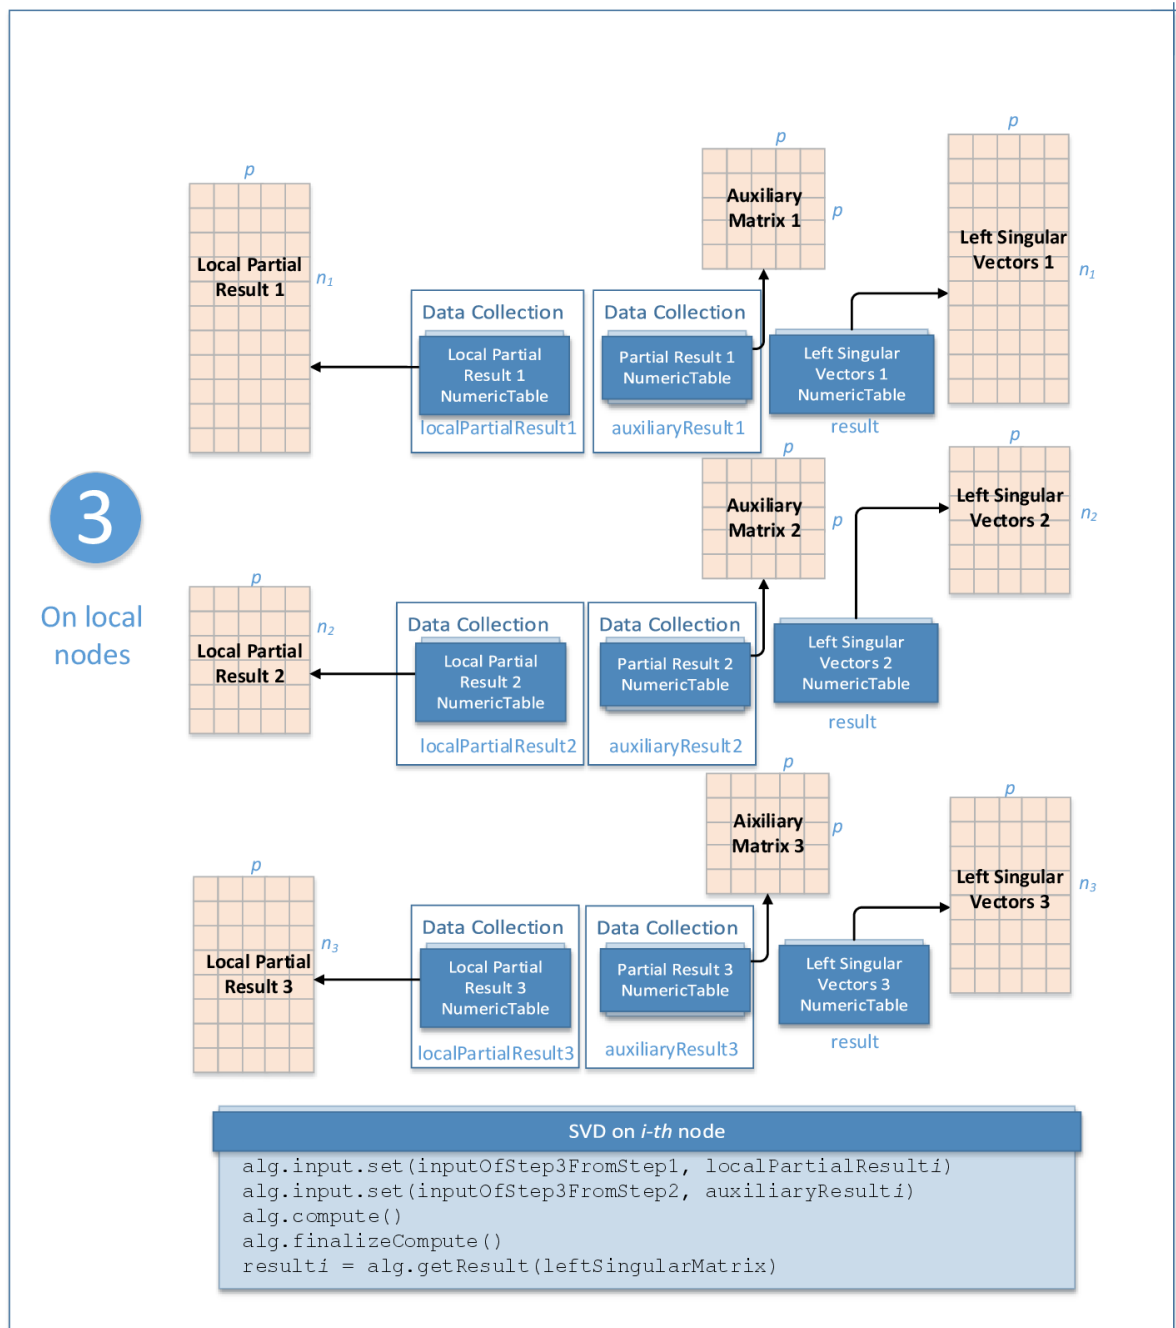 p
p
p
Auxiliary
Matrix 1
p
Left Singular
Vectors 1
n1
Local Partial
Result 1
n1
Data Collection
Local Partial
Result 1
NumericTable
localPartialResult1
Data Collection
Partial Result 1
NumericTable
auxiliaryResult1
Left Singular
Vectors 1
NumericTable
result
3
On local
nodes
p
p
p
Auxiliary
Matrix 2
p
Left Singular
Vectors 2
n2
Local Partial
Result 2
n2
Data Collection
Local Partial
Result 2
NumericTable
localPartialResult2
Data Collection
Partial Result 2
NumericTable
auxiliaryResult2
Left Singular
Vectors 2
NumericTable
result
p
p
p
Aixiliary
Matrix 3
p
Left Singular
Vectors 3
n3
Local Partial
Result 3
n3
Data Collection
Local Partial
Result 3
NumericTable
localPartialResult3
Data Collection
Partial Result 3
NumericTable
auxiliaryResult3
Left Singular
Vectors 3
NumericTable
result
SVD on i-th node
alg.input.set(inputOfStep3FromStep1, localPartialResulti)
alg.input.set(inputOfStep3FromStep2, auxiliaryResulti)
alg.compute()
alg.finalizeCompute()
resulti = alg.getResult(leftSingularMatrix)